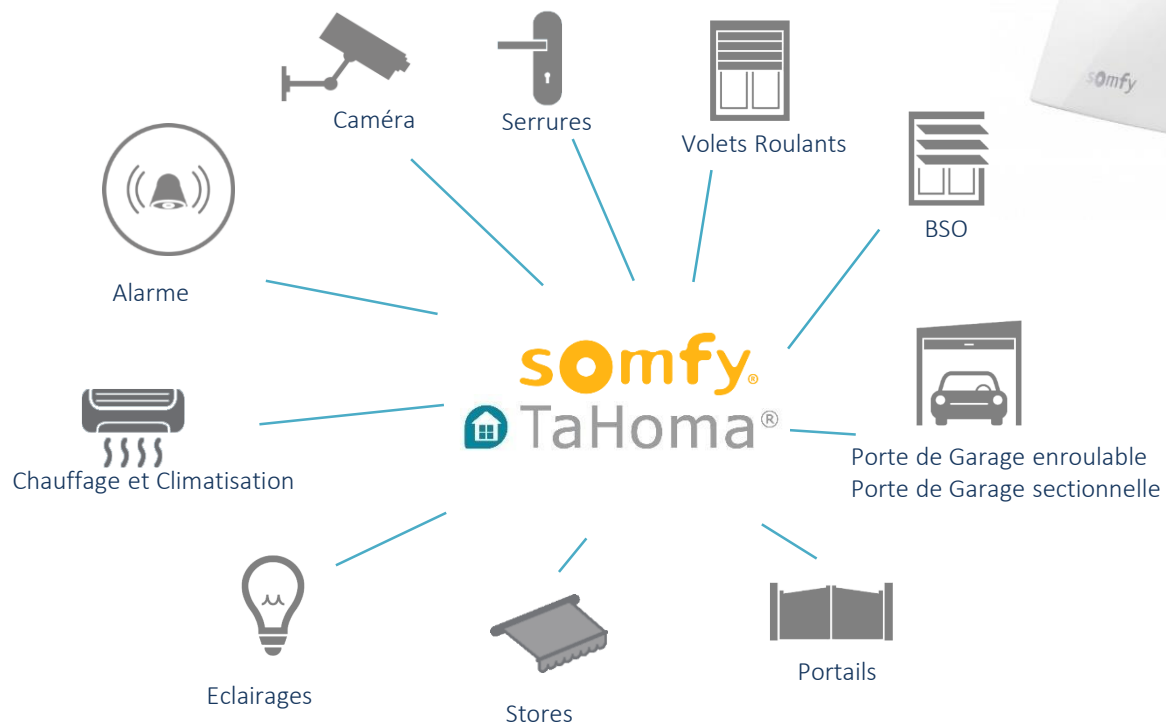 somfy
Caméra
Serrures
Volets Roulants
BSO
Alarme
somfy®
TaHoma®
Chauffage et Climatisation
Porte de Garage enroulable
Porte de Garage sectionnelle
Eclairages
Stores
Portails